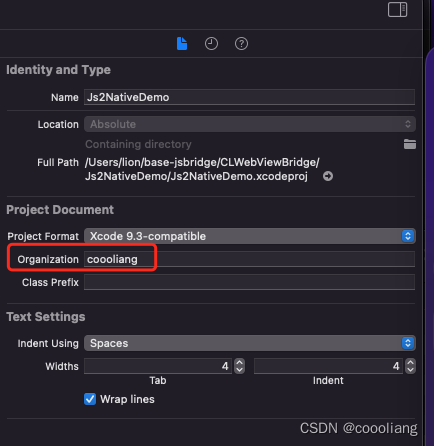 Identity and Type
Name Js2NativeDemo
Location Absolute
Containing directory
Full Path /Users/lion/base-jsbridge/CLWebViewBridge/
Js2NativeDemo/Js2NativeDemo.xcodeproj
Project Document
Project Format Xcode 9.3-compatible
Organization coooliang
Class Prefix
Text Settings
Indent Using Spaces
Widths 4 4
Tab Indent
Wrap lines
CSDN @coooliang